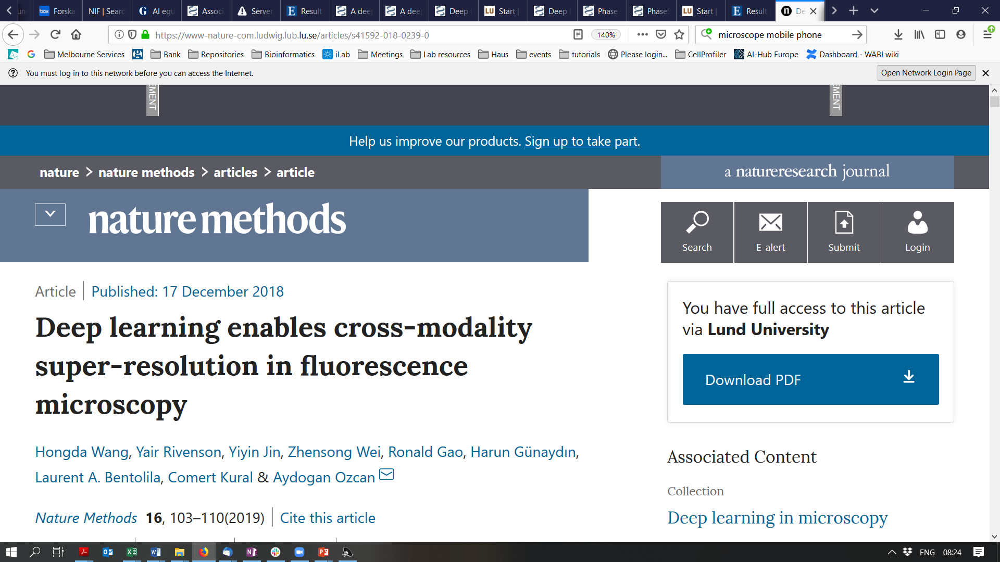 box Forska
NIF | Searc
G AI equ
Associ
Server
E Result
A deep
A dee
Deep
LU Start |
Deep
Phase
PhaseS
LU Start |
E Result
n De
https://www-nature-com.ludwig.lub.lu.se/articles/s41592-018-0239-0
140%
microscope mobile phone
G Melbourne Services Bank Repositories Bioinformatics iLab Meetings Lab resources Haus events tutorials Please login... CellProfiler AI-Hub Europe Dashboard - WABI wiki
You must log in to this network before you can access the Internet.
Open Network Login Page
EMENT
EMENT
Help us improve our products. Sign up to take part.
nature > nature methods > articles > article
a natureresearch journal
nature methods
Search
E-alert
Submit
Login
Article
Published: 17 December 2018
Deep learning enables cross-modality
super-resolution in fluorescence
microscopy
Hongda Wang, Yair Rivenson, Yiyin Jin, Zhensong Wei, Ronald Gao, Harun Günaydın,
Laurent A. Bentolila, Comert Kural & Aydogan Ozcan
Nature Methods 16, 103–110(2019)
Cite this article
You have full access to this article
via Lund University
Download PDF
Associated Content
Collection
Deep learning in microscopy
ENG 08:24